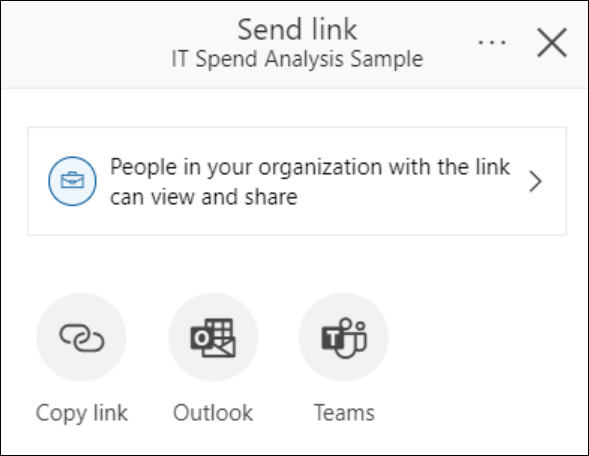 Send link
IT Spend Analysis Sample
People in your organization with the link
can view and share
Copy link
Outlook
Teams